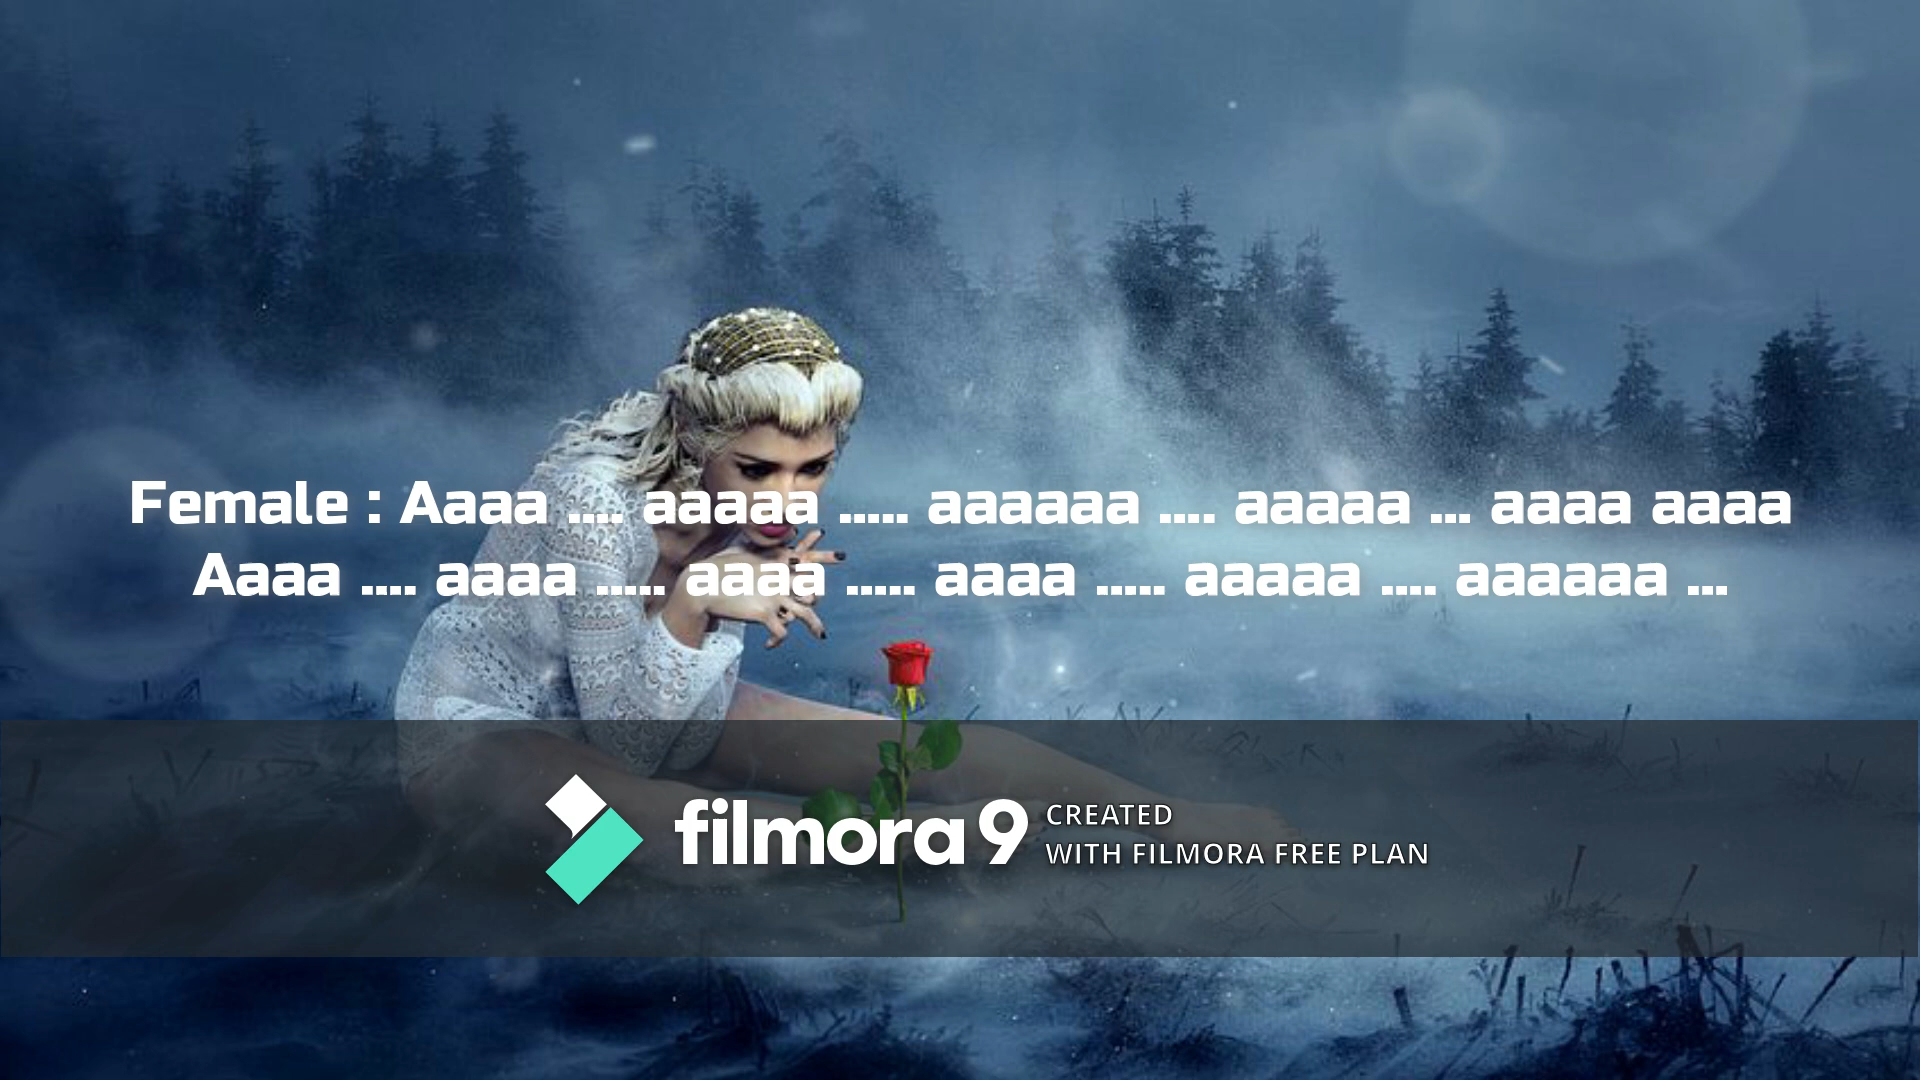 Female : Aaaa .... aaaaa ..... aaaaaa .... aaaaa ... aaaa aaaa
Aaaa .... aaaa ..... aaaa ..... aaaa ..... aaaaa .... aaaaaa ...
filmora 9
CREATED
WITH FILMORA FREE PLAN